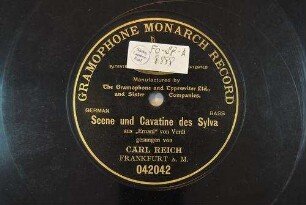 GRAMOPHONE MONARCH RECORD
Manufactured by
The Gramophone and Typewriter Ltd.,
and Sister Companies.
GERMAN
BASS
Scene und Cavatine des Sylva
aus „Ernani" von Verdi
gesungen von
CARL REICH
FRANKFURT a. M.
042042